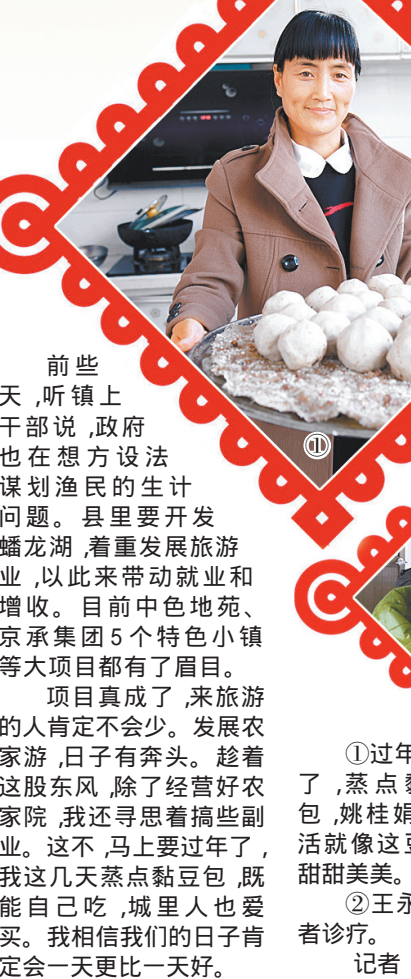 ①
前些
天,听镇上
干部说,政府
也在想方设法
谋划渔民的生计
问题。县里要开发
蟠龙湖,着重发展旅游
业,以此来带动就业和
增收。目前中色地苑、
京承集团5个特色小镇
等大项目都有了眉目。
项目真成了,来旅游
的人肯定不会少。发展农
家游,日子有奔头。趁着
这股东风,除了经营好农
家院,我还寻思着搞些副
业。这不,马上要过年了,
我这几天蒸点黏豆包,既
能自己吃,城里人也爱
买。我相信我们的日子肯
定会一天更比一天好。
①过年
了,蒸点黏
包,姚桂娟
活就像这豆
甜甜美美。
②王永
者诊疗。
记者